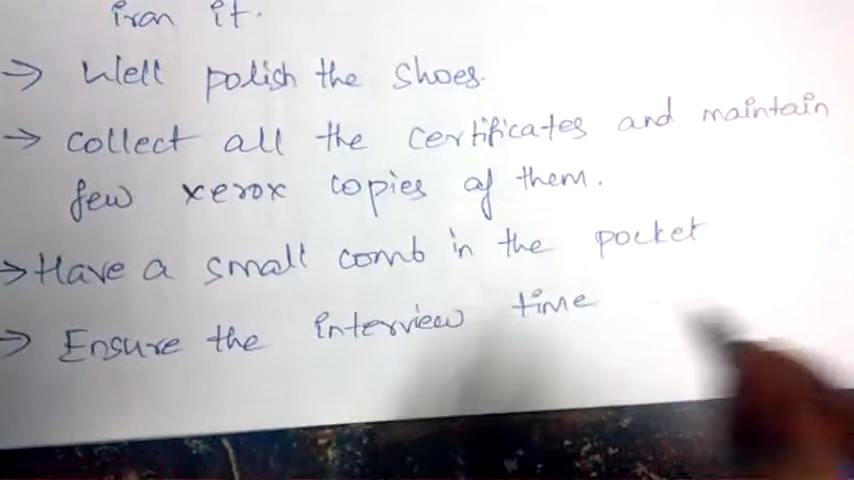 iron it.
→ Well polish the shoes.
→ collect all the certificates and maintain
few xerox copies of them.
→ Have a small comb in the pocket
→ Ensure the interview time